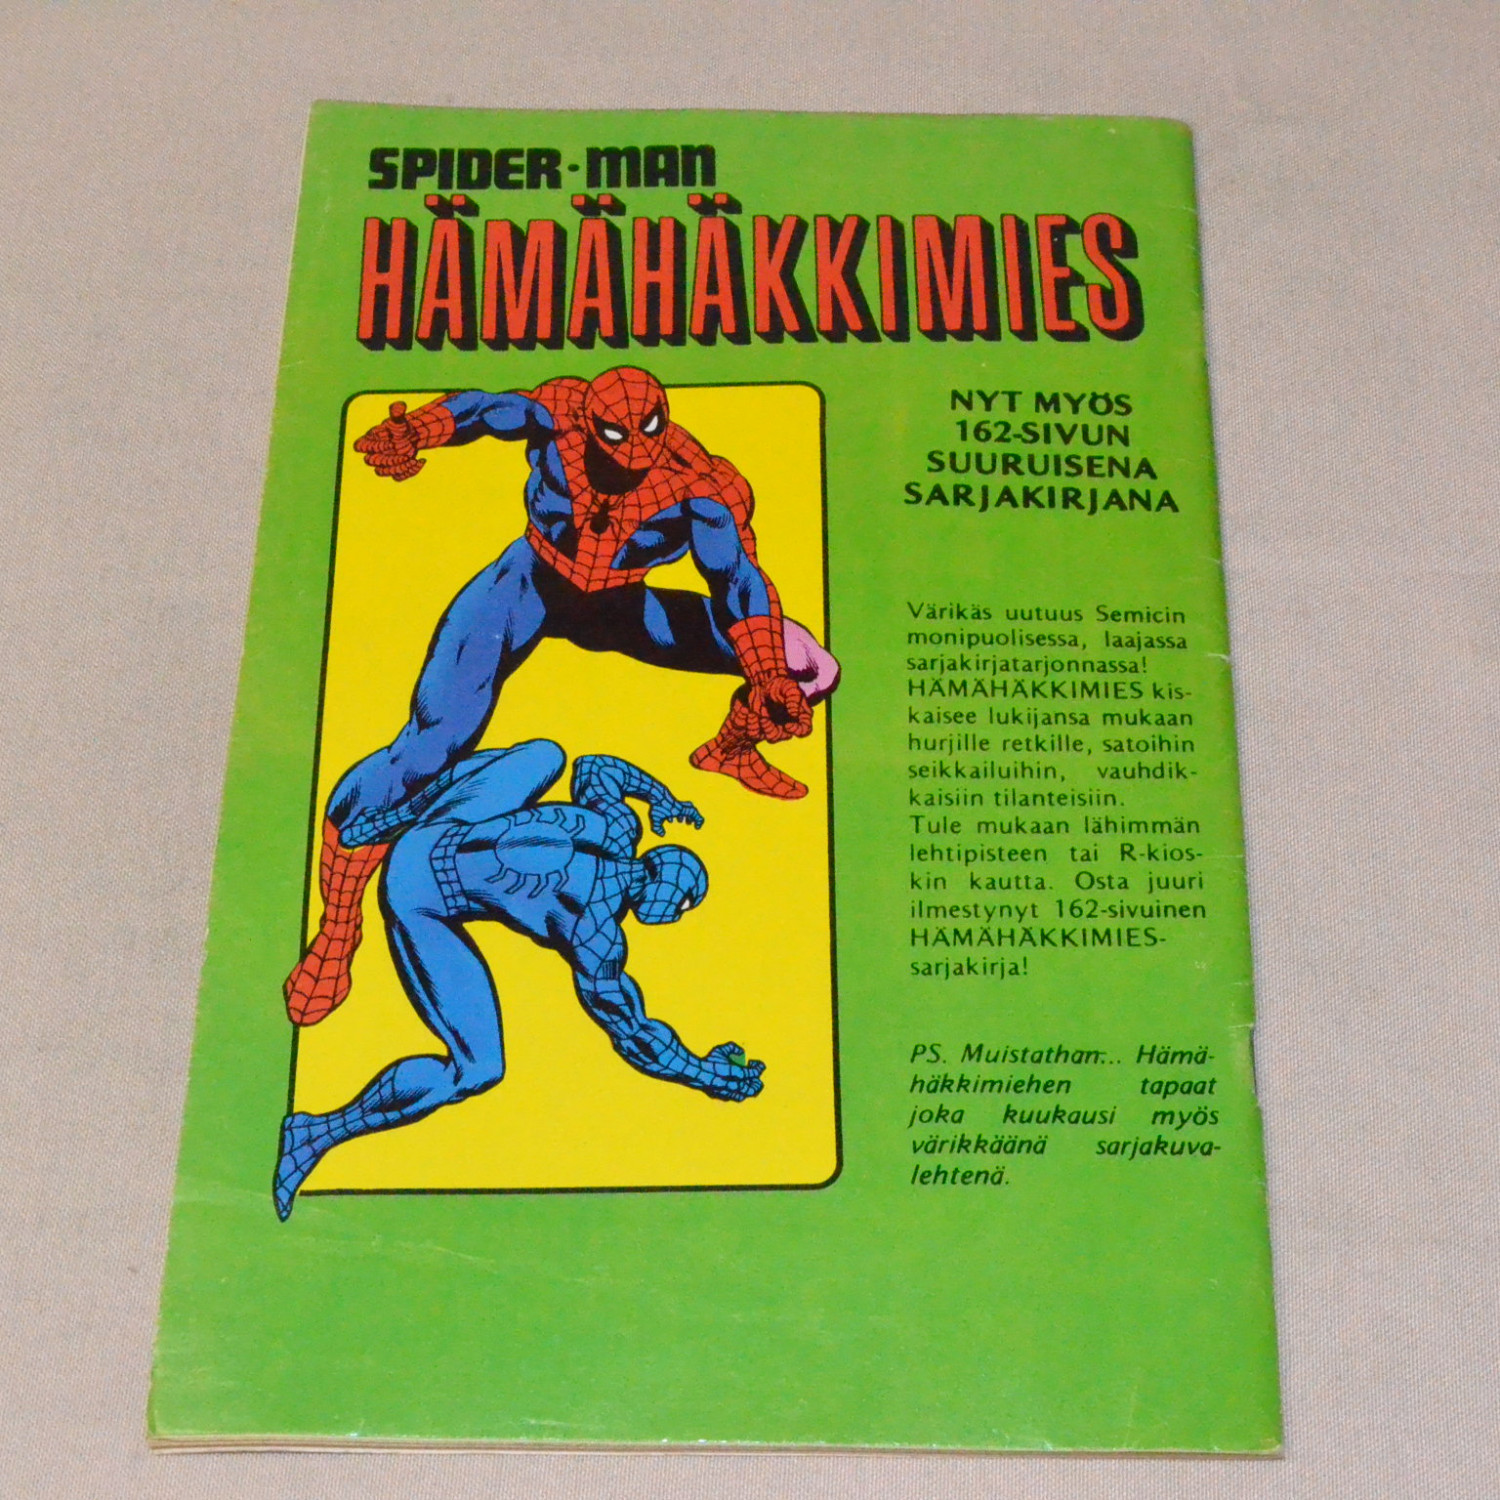 SPIDER-MAN
HÄMÄHÄKKIMIES
NYT MYÖS
162-SIVUN
SUURUISENA
SARJAKIRJANA
Värikäs uutuus Semicin
monipuolisessa, laajassa
sarjakirjatarjonnassa!
HÄMÄHÄKKIMIES kis-
kaisee lukijansa mukaan
hurjille retkille, satoihin
seikkailuihin, vauhdik-
kaisiin tilanteisiin.
Tule mukaan lähimmän
lehtipisteen tai R-kios-
kin kautta. Osta juuri
ilmestynyt 162-sivuinen
HÄMÄHÄKKIMIES-
sarjakirja!
PS. Muistathan... Hämä-
häkkimiehen tapaat
joka kuukausi myös
värikkäänä sarjakuva-
lehtenä.